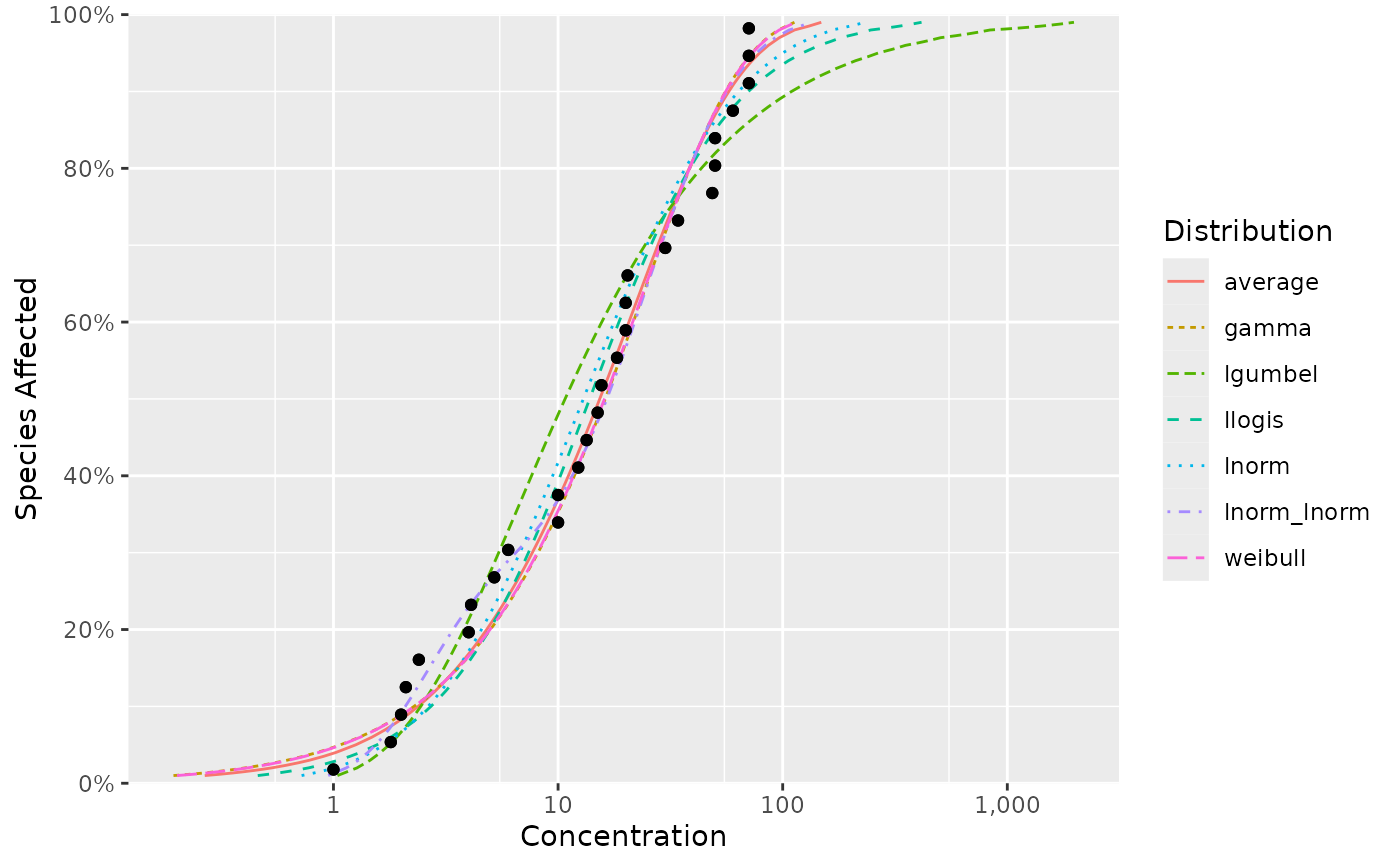 100%
80%
60%
40%
20%
0%
Species Affected
1 10 100 1,000
Concentration
Distribution
average
gamma
lgumbel
llogis
lnorm
lnorm_lnorm
weibull